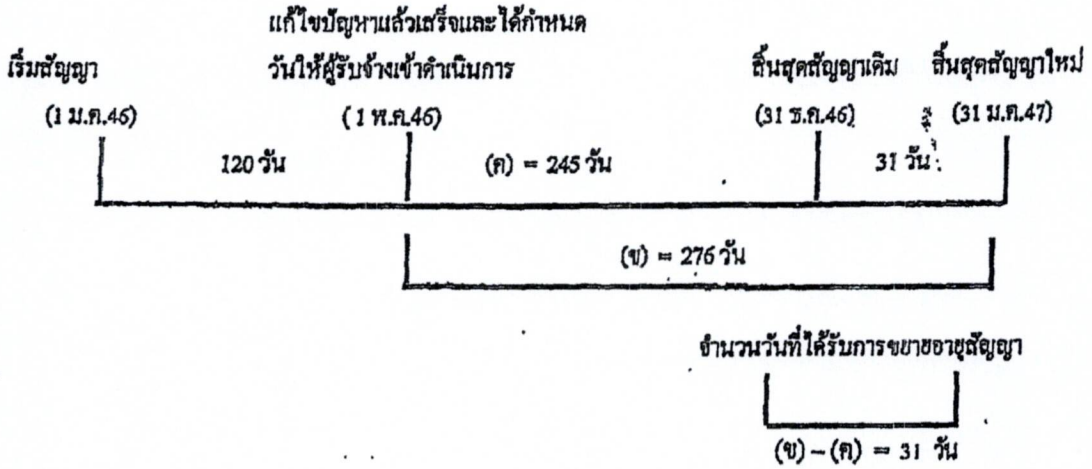 แก้ไขปัญหาแล้วเสร็จและได้กำหนด
เริ่มสัญญา วันให้ผู้รับจ้างเข้าดำเนินการ สิ้นสุดสัญญาเดิม สิ้นสุดสัญญาใหม่
(1 ม.ค.46) (1 พ.ค.46) (31 ธ.ค.46) (31 ม.ค.47)
120 วัน (ค) = 245 วัน 31 วัน
(ข) = 276 วัน
จำนวนวันที่ได้รับการขยายอายุสัญญา
(ข) – (ค) = 31 วัน